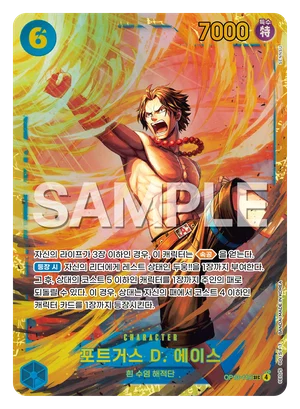 6
7000
특수
特
SAMPLE
자신의 라이프가 3장 이하인 경우, 이 캐릭터는 속공 을 얻는다.
등장 시 자신의 리더에게 레스트 상태인 두웅!!을 1장까지 부여한다.
그 후, 상대의 코스트 5 이하인 캐릭터를 1장까지 주인의 패로
되돌릴 수 있다. 이 경우, 상대는 자신의 패에서 코스트 4 이하인
캐릭터 카드를 1장까지 등장시킨다.
CHARACTER
포트거스 D. 에이스
흰 수염 해적단